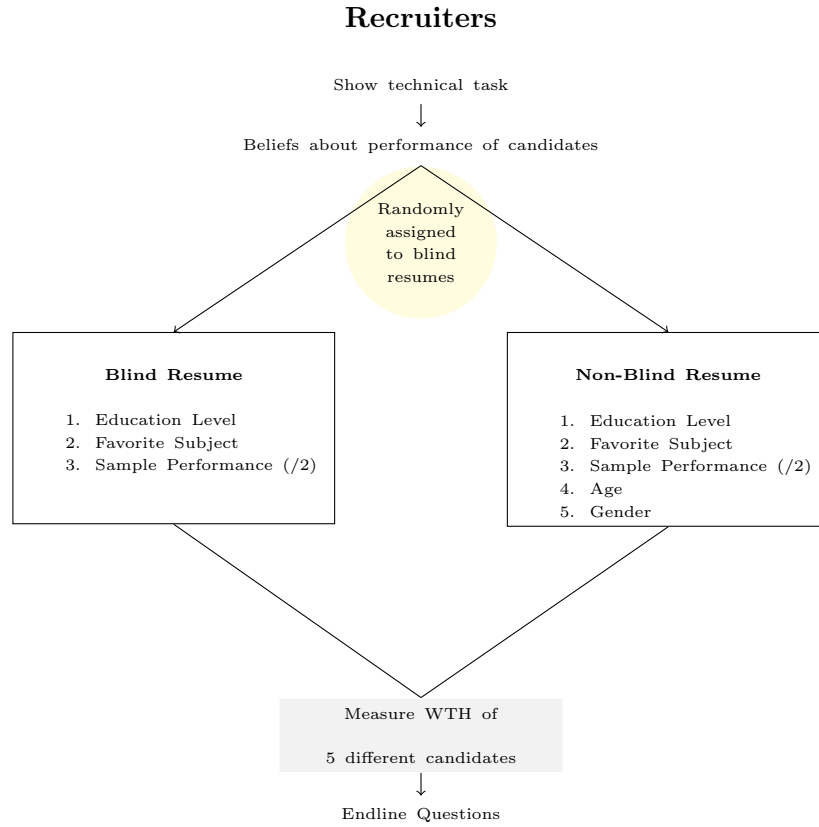 Recruiters
Show technical task
Beliefs about performance of candidates
Randomly
assigned
to blind
resumes
Blind Resume
1. Education Level
2. Favorite Subject
3. Sample Performance (/2)
Non-Blind Resume
1. Education Level
2. Favorite Subject
3. Sample Performance (/2)
4. Age
5. Gender
Measure WTH of
5 different candidates
Endline Questions